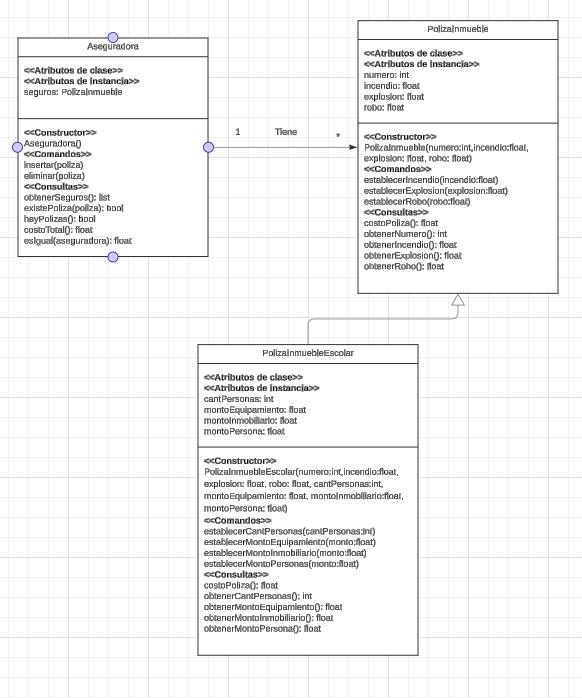 Aseguradora
<<Atributos de clase>>
<<Atributos de instancia>>
seguros: PolizaInmueble
<<Constructor>>
Aseguradora()
<<Comandos>>
insertar(poliza)
eliminar(poliza)
<<Consultas>>
obtenerSeguros(): list
existePoliza(poliza); bool
hayPolizas(): bool
costoTotal(): float
esIgual(aseguradora): float
1 Tiene *
PolizaInmueble
<<Atributos de clase>>
<<Atributos de instancia>>
numero: int
incendio: float
explosion: float
robo: float
<<Constructor>>
PolizaInmueble(numero:int,incendio:float,
explosion: float, robo: float)
<<Comandos>>
establecerIncendio(incendio:float)
establecerExplosion(explosion:float)
establecerRobo(robo:float)
<<Consultas>>
costoPoliza(): float
obtenerNumero(): int
obtenerIncendio(): float
obtenerExplosion(): float
obtenerRobo(): float
PolizaInmuebleEscolar
<<Atributos de clase>>
<<Atributos de instancia>>
cantPersonas: int
montoEquipamiento: float
montoInmobiliario: float
montoPersona: float
<<Constructor>>
PolizaInmuebleEscolar(numero:int,incendio:float,
explosion: float, robo: float, cantPersonas:int,
montoEquipamiento: float, montoInmobiliario:float,
montoPersona: float)
<<Comandos>>
establecerCantPersonas(cantPersonas:int)
establecerMontoEquipamiento(monto:float)
establecerMontoInmobiliario(monto:float)
establecerMontoPersonas(monto:float)
<<Consultas>>
costoPoliza(): float
obtenerCantPersonas(); int
obtenerMontoEquipamiento(): float
obtenerMontoInmobiliario(): float
obtenerMontoPersona(): float